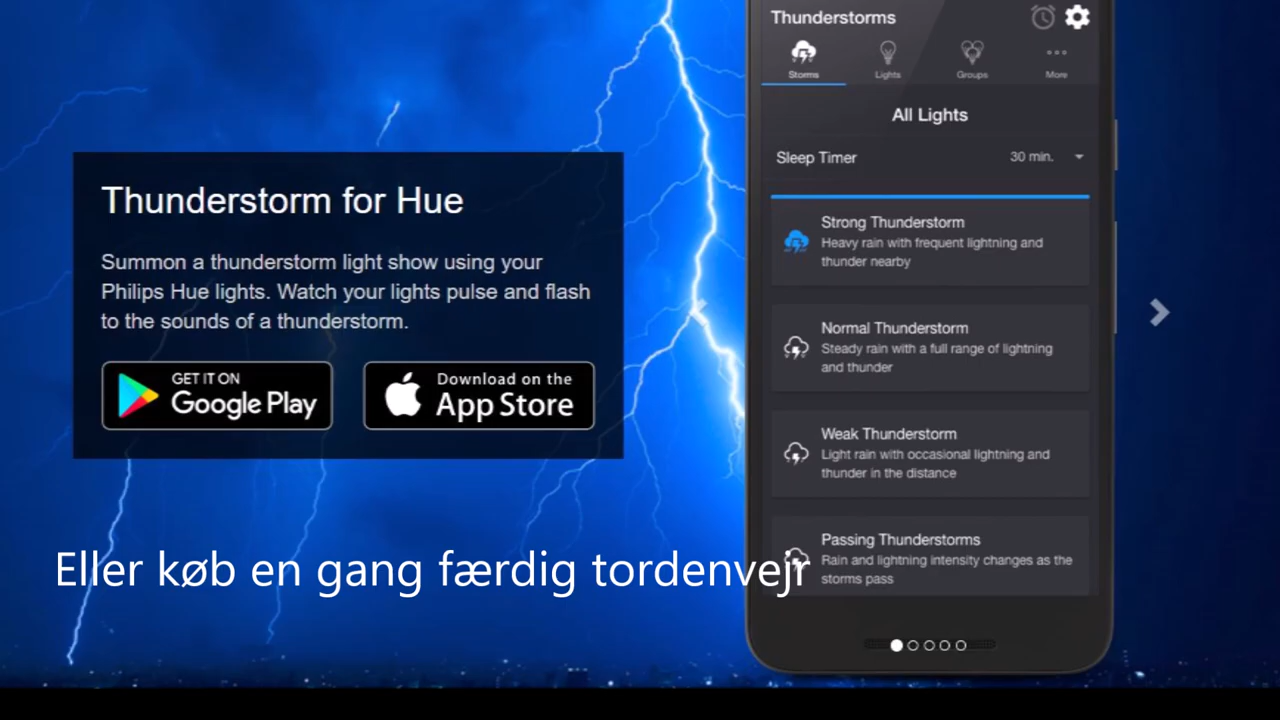 Thunderstorms
Storms
Lights
Groups
More
All Lights
Sleep Timer 30 min.
Thunderstorm for Hue
Summon a thunderstorm light show using your
Philips Hue lights. Watch your lights pulse and flash
to the sounds of a thunderstorm.
GET IT ON
Google Play
Download on the
App Store
Strong Thunderstorm
Heavy rain with frequent lightning and
thunder nearby
Normal Thunderstorm
Steady rain with a full range of lightning
and thunder
Weak Thunderstorm
Light rain with occasional lightning and
thunder in the distance
Passing Thunderstorms
Rain and lightning intensity changes as the
storms pass
Eller køb en gang færdig tordenvejr